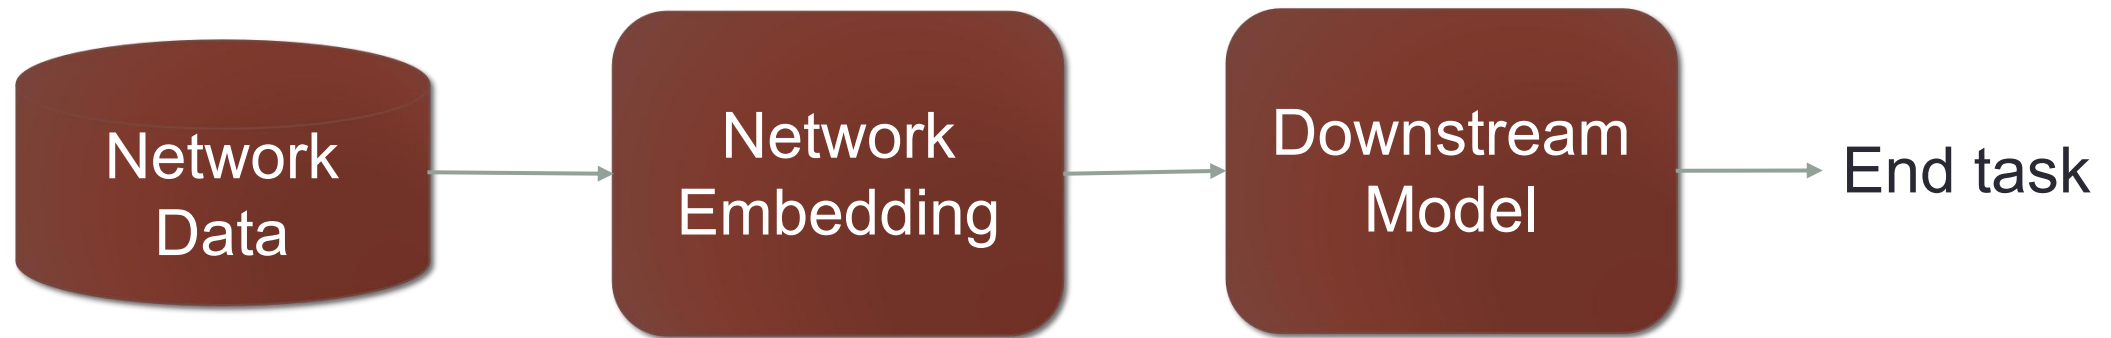 Network
Data
Network
Embedding
Downstream
Model
End task